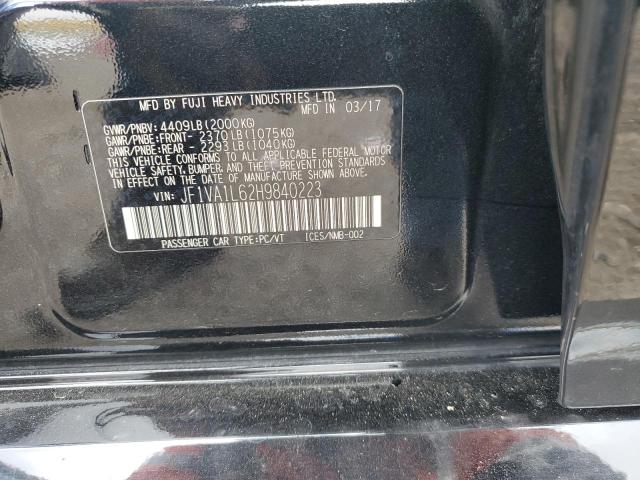 MFD BY FUJI HEAVY INDUSTRIES LTD.
MFD IN 03/17
GVWR/PNBV: 4409LB(2000KG)
GAWR/PNBE:FRONT- 2370LB(1075KG)
GAWR/PNBE:REAR - 2293LB(1040KG)
THIS VEHICLE CONFORMS TO ALL APPLICABLE FEDERAL MOTOR
VEHICLE SAFETY, BUMPER, AND THEFT PREVENTION STANDARDS
IN EFFECT ON THE DATE OF MANUFACTURE SHOWN ABOVE.
VIN: JF1VA1L62H9840223
PASSENGER CAR TYPE:PC/VT ICES/NMB-002